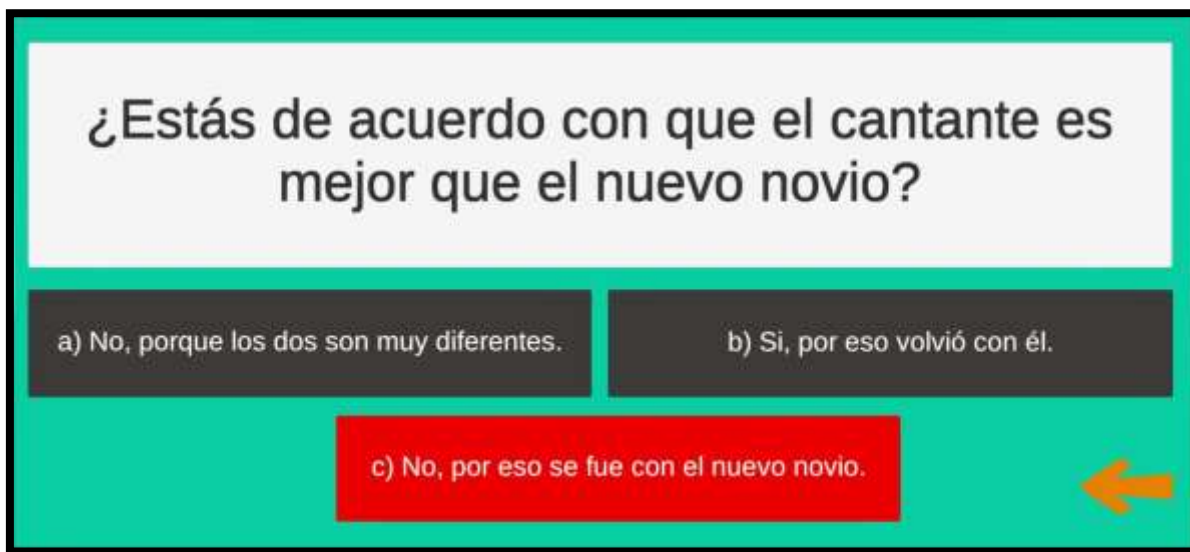 ¿Estás de acuerdo con que el cantante es
mejor que el nuevo novio?
a) No, porque los dos son muy diferentes.
b) Si, por eso volvió con él.
c) No, por eso se fue con el nuevo novio.